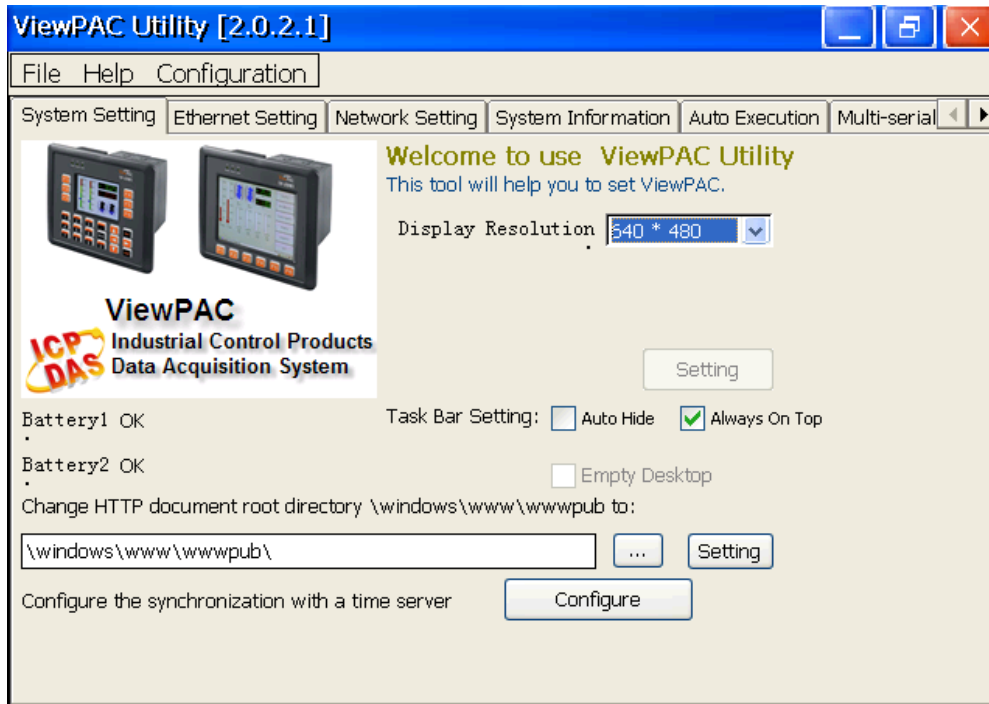 ViewPAC Utility [2.0.2.1]
File Help Configuration
System Setting Ethernet Setting Network Setting System Information Auto Execution Multi-serial
Welcome to use ViewPAC Utility
This tool will help you to set ViewPAC.
Display Resolution 640 * 480
ViewPAC
ICP DAS
Industrial Control Products
Data Acquisition System
Setting
Battery1 OK
Task Bar Setting: Auto Hide Always On Top
Battery2 OK
Empty Desktop
Change HTTP document root directory \windows\www\wwwpub to:
\windows\www\wwwpub\
... Setting
Configure the synchronization with a time server Configure